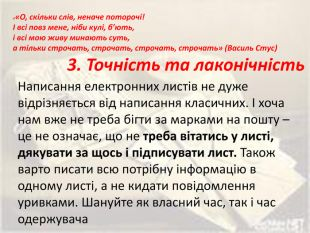 «О, скільки слів, неначе поторочі!
І всі повз мене, ніби кулі, б'ють,
і всі мою живу минають суть,
а тільки строчать, строчать, строчать, строчать» (Василь Стус)
3. Точність та лаконічність
Написання електронних листів не дуже
відрізняється від написання класичних. І хоча
нам вже не треба бігти за марками на пошту –
це не означає, що не треба вітатись у листі,
дякувати за щось і підписувати лист. Також
варто писати всю потрібну інформацію в
одному листі, а не кидати повідомлення
уривками. Шануйте як власний час, так і час
одержувача